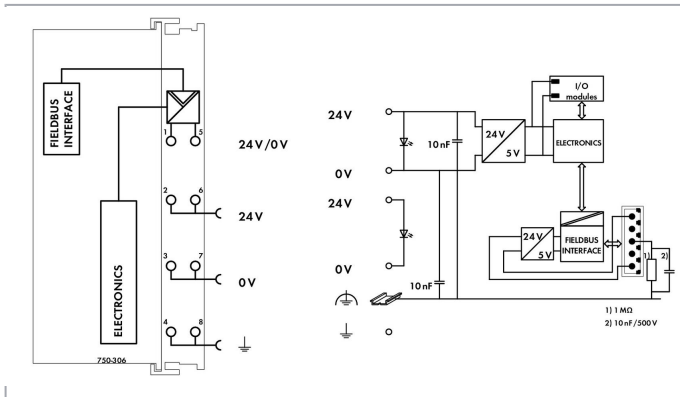 FIELDBUS
INTERFACE
ELECTRONICS
1 5
2 6
3 7
4 8
24V/0V
24V
0V
750-306
24V
0V
24V
0V
10nF
10nF
24V
5V
I/O
modules
ELECTRONICS
24V
5V
FIELDBUS
INTERFACE
1) 2)
1) 1MΩ
2) 10nF/500V